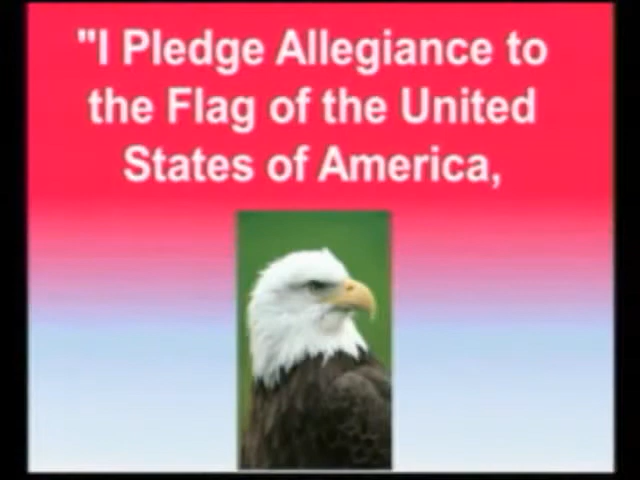 "I Pledge Allegiance to
the Flag of the United
States of America,